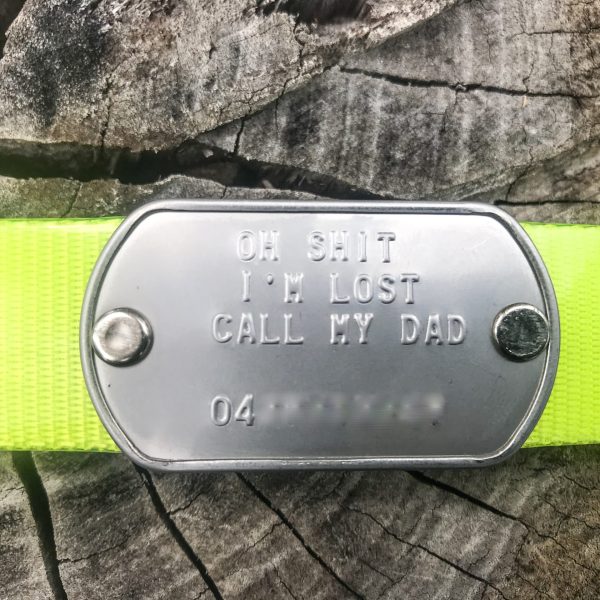 OH SHIT
I'M LOST
CALL MY DAD
04